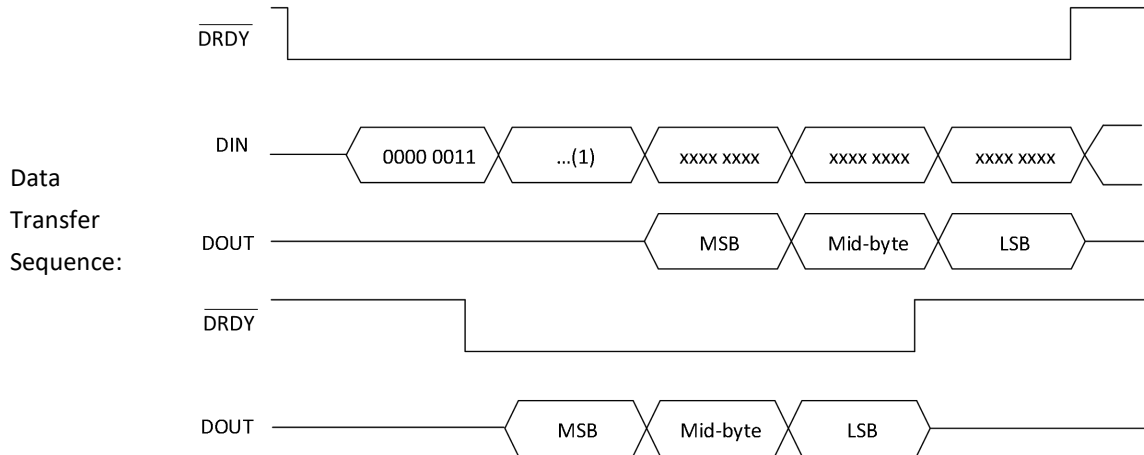 DRDY
DIN 0000 0011 ...(1) xxxx xxxx xxxx xxxx xxxx xxxx
Data
Transfer
Sequence:
DOUT MSB Mid-byte LSB
DRDY
DOUT MSB Mid-byte LSB